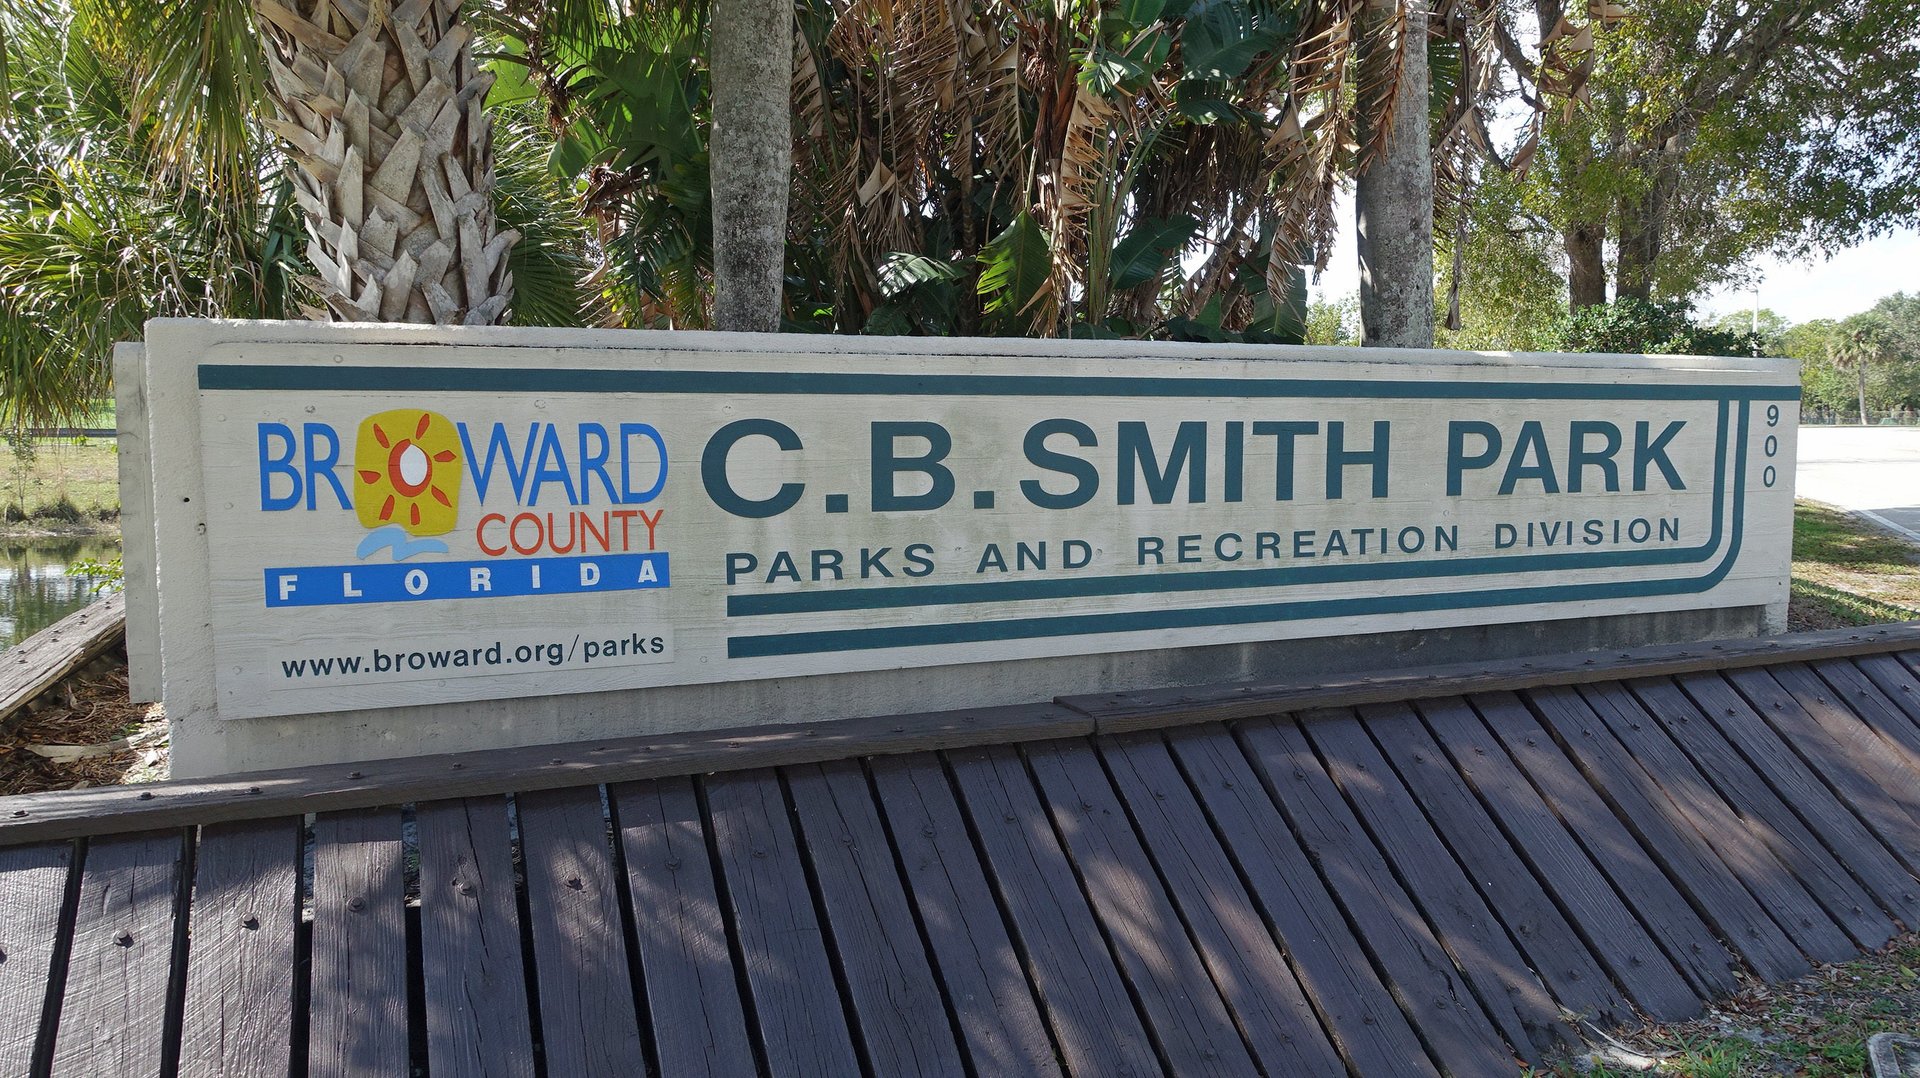 BROWARD
COUNTY
FLORIDA
www.broward.org/parks
C.B.SMITH PARK
PARKS AND RECREATION DIVISION
900